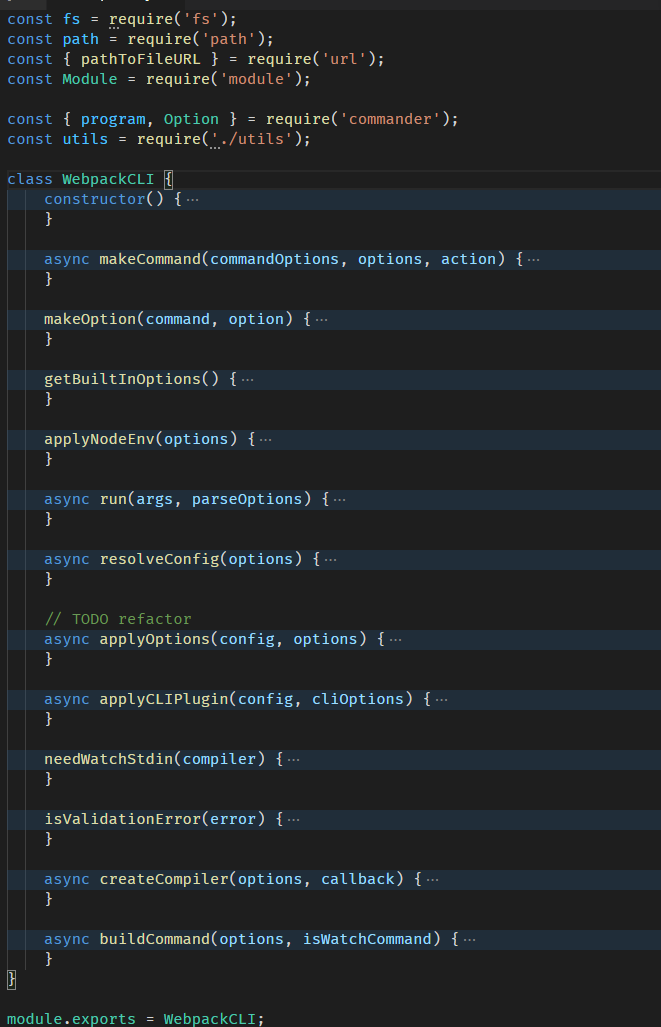 const fs = require('fs');
const path = require('path');
const { pathToFileURL } = require('url');
const Module = require('module');
const { program, Option } = require('commander');
const utils = require('./utils');
class WebpackCLI {
constructor() {···
}
async makeCommand(commandOptions, options, action) {···
}
makeOption(command, option) {···
}
getBuiltInOptions() {···
}
applyNodeEnv(options) {···
}
async run(args, parseOptions) {···
}
async resolveConfig(options) {···
}
// TODO refactor
async applyOptions(config, options) {···
}
async applyCLIPlugin(config, cliOptions) {···
}
needWatchStdin(compiler) {···
}
isValidationError(error) {···
}
async createCompiler(options, callback) {···
}
async buildCommand(options, isWatchCommand) {···
}
}
module.exports = WebpackCLI;